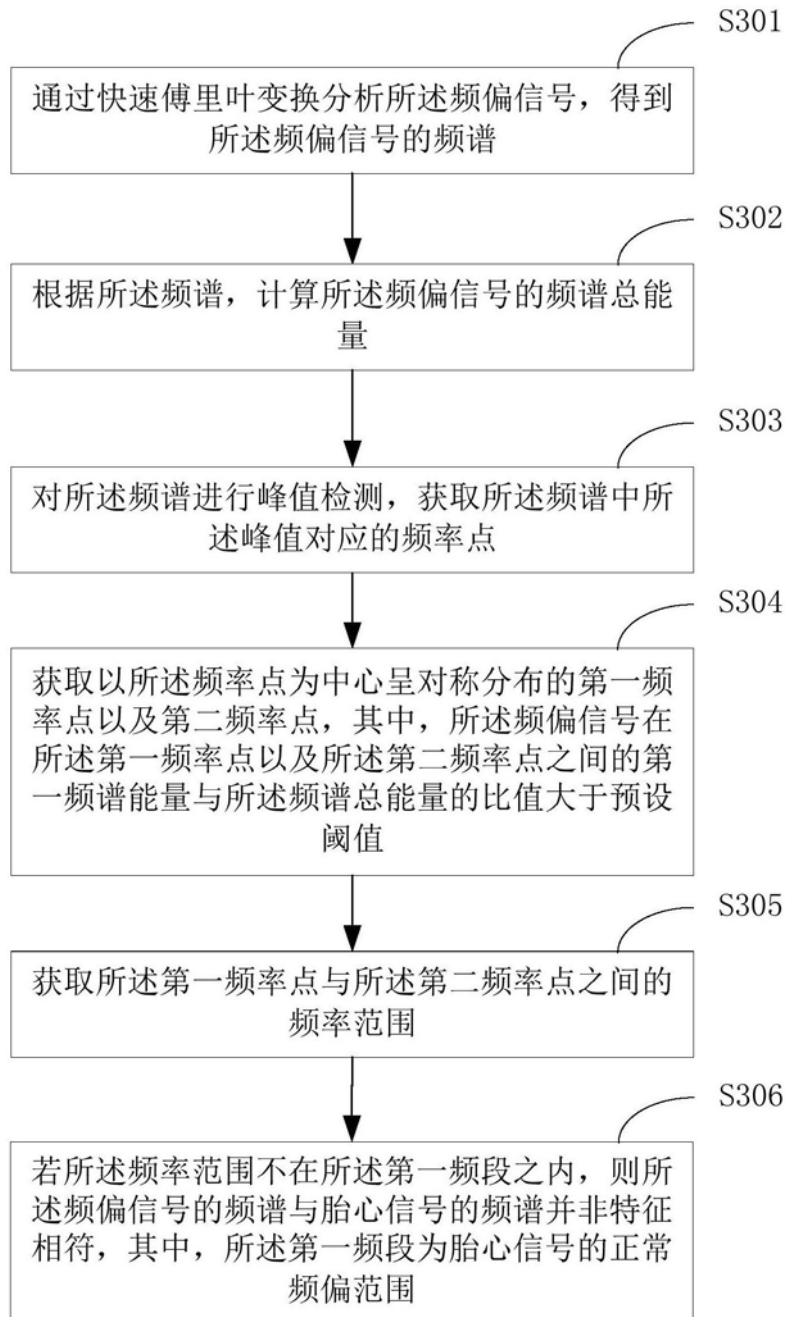 S301
通过快速傅里叶变换分析所述频偏信号，得到
所述频偏信号的频谱
S302
根据所述频谱，计算所述频偏信号的频谱总能
量
S303
对所述频谱进行峰值检测，获取所述频谱中所
述峰值对应的频率点
S304
获取以所述频率点为中心呈对称分布的第一频
率点以及第二频率点，其中，所述频偏信号在
所述第一频率点以及所述第二频率点之间的第
一频谱能量与所述频谱总能量的比值大于预设
阈值
S305
获取所述第一频率点与所述第二频率点之间的
频率范围
S306
若所述频率范围不在所述第一频段之内，则所
述频偏信号的频谱与胎心信号的频谱并非特征
相符，其中，所述第一频段为胎心信号的正常
频偏范围